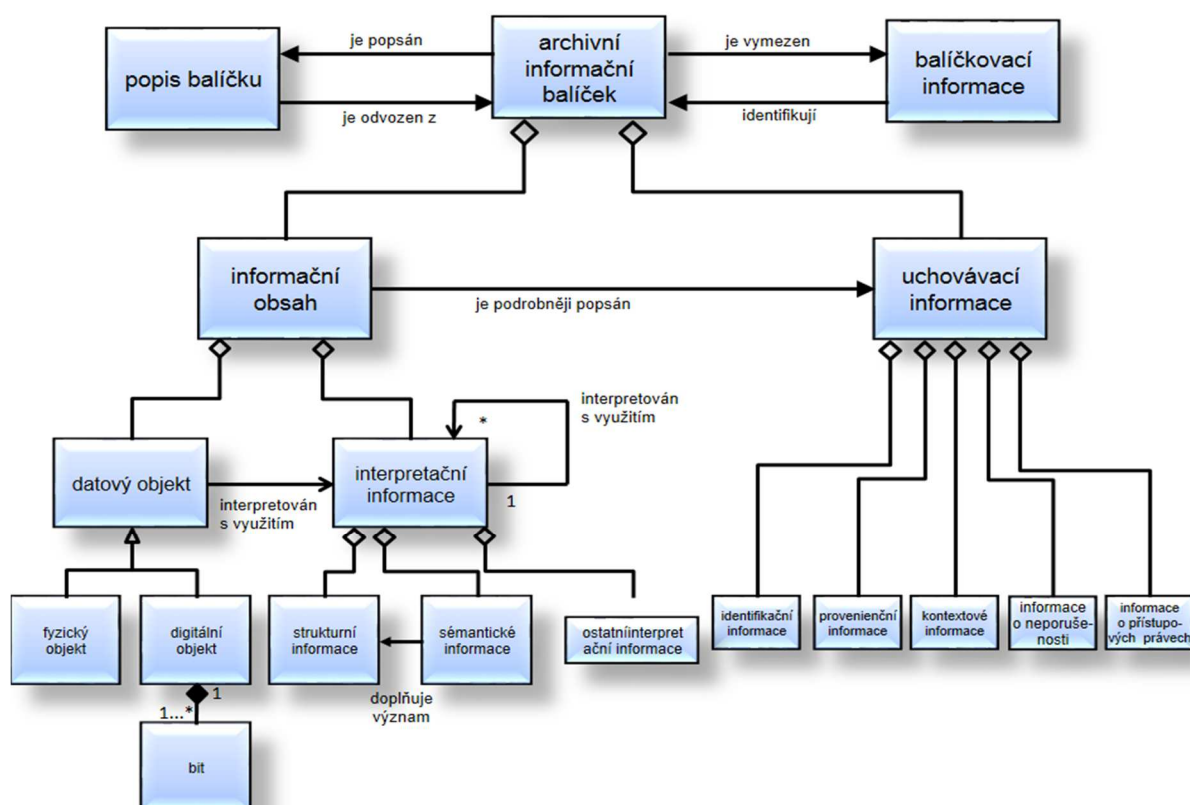 popis balíčku
je popsán
je odvozen z
archivní
informační
balíček
je vymezen
identifikují
balíčkovací
informace
informační
obsah
je podrobněji popsán
uchovávací
informace
datový objekt
interpretován
s využitím
interpretační
informace
*
1
interpretován
s využitím
fyzický
objekt
digitální
objekt
strukturní
informace
sémantické
informace
doplňuje
význam
ostatníinterpret
ační informace
identifikační
informace
provenienční
informace
kontextové
informace
informace
o neporuše-
nosti
informace
o přístupo-
vých právech
1
1...*
bit